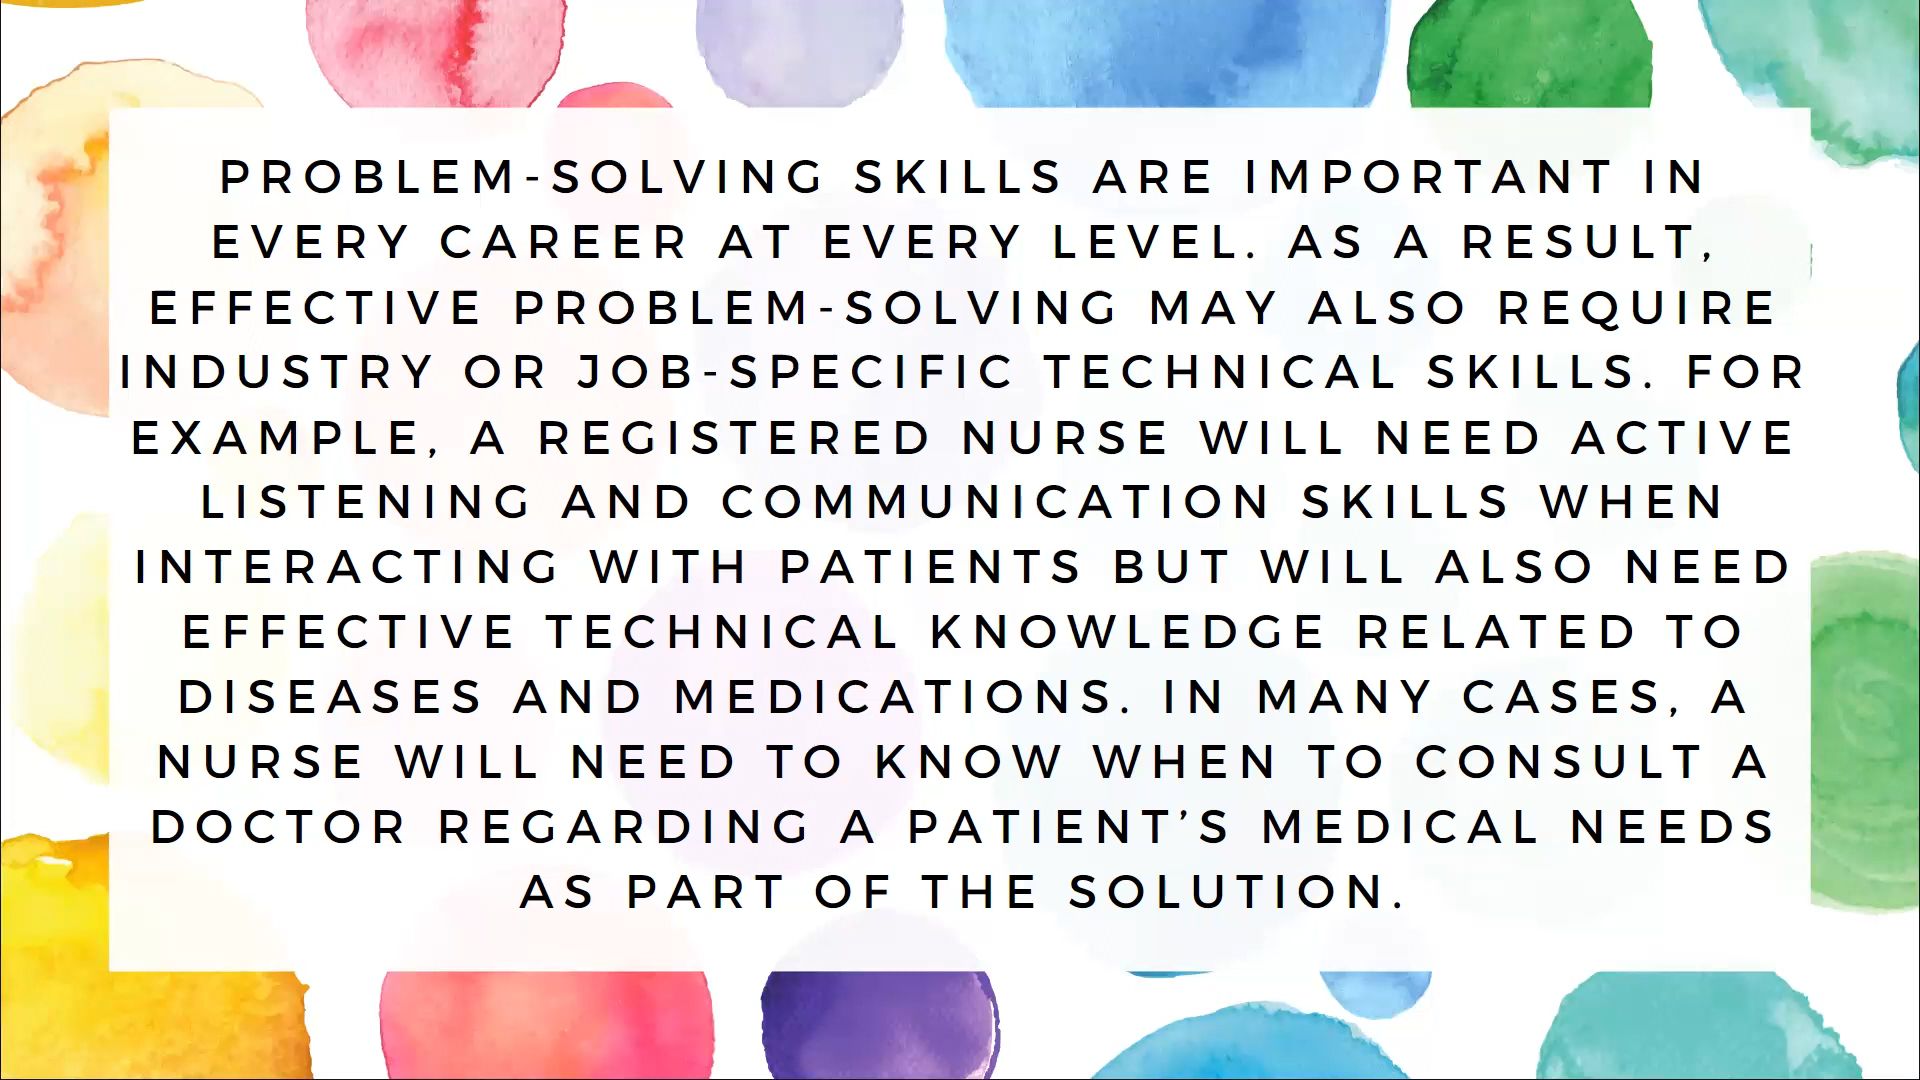 PROBLEM-SOLVING SKILLS ARE IMPORTANT IN
EVERY CAREER AT EVERY LEVEL. AS A RESULT,
EFFECTIVE PROBLEM-SOLVING MAY ALSO REQUIRE
INDUSTRY OR JOB-SPECIFIC TECHNICAL SKILLS. FOR
EXAMPLE, A REGISTERED NURSE WILL NEED ACTIVE
LISTENING AND COMMUNICATION SKILLS WHEN
INTERACTING WITH PATIENTS BUT WILL ALSO NEED
EFFECTIVE TECHNICAL KNOWLEDGE RELATED TO
DISEASES AND MEDICATIONS. IN MANY CASES, A
NURSE WILL NEED TO KNOW WHEN TO CONSULT A
DOCTOR REGARDING A PATIENT’S MEDICAL NEEDS
AS PART OF THE SOLUTION.